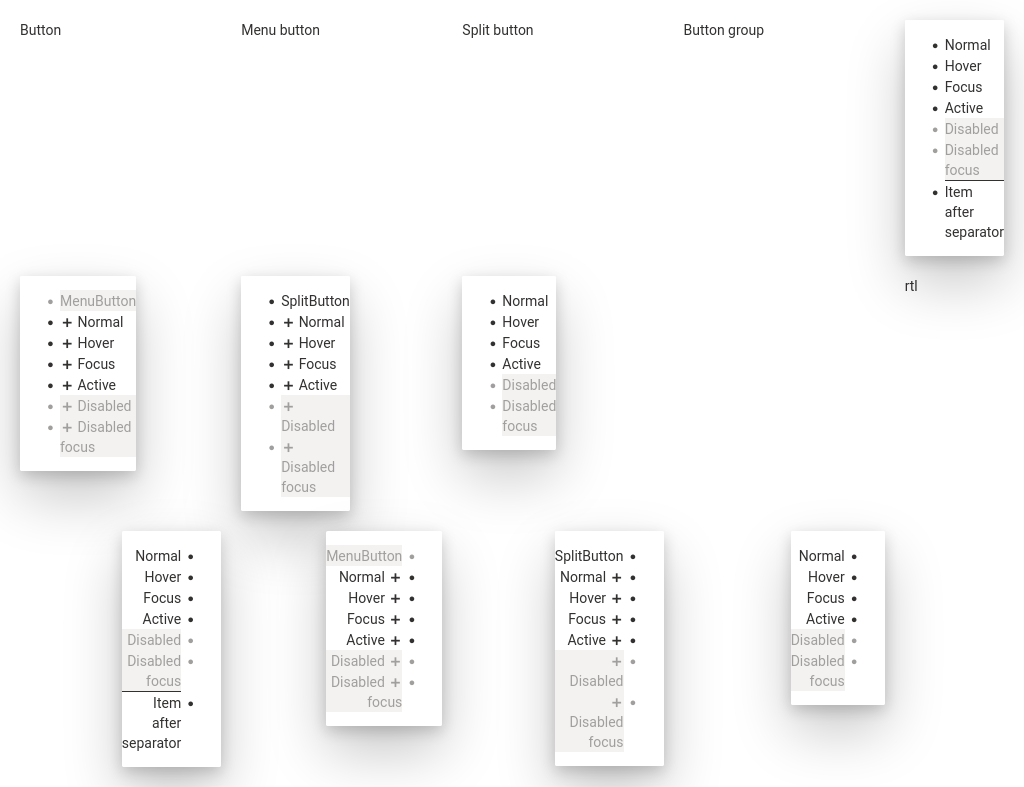 Button
Menu button
Split button
Button group
• Normal
• Hover
• Focus
• Active
• Disabled
• Disabled
focus
• Item
after
separator
rtl
• MenuButton
• + Normal
• + Hover
• + Focus
• + Active
• + Disabled
• + Disabled
focus
• SplitButton
• + Normal
• + Hover
• + Focus
• + Active
• +
Disabled
• +
Disabled
focus
• Normal
• Hover
• Focus
• Active
• Disabled
• Disabled
focus
Normal •
Hover •
Focus •
Active •
Disabled •
Disabled •
focus
Item •
after
separator
MenuButton •
Normal + •
Hover + •
Focus + •
Active + •
Disabled + •
Disabled + •
focus
SplitButton •
Normal + •
Hover + •
Focus + •
Active + •
+ •
Disabled
+ •
Disabled
focus
Normal •
Hover •
Focus •
Active •
Disabled •
Disabled •
focus